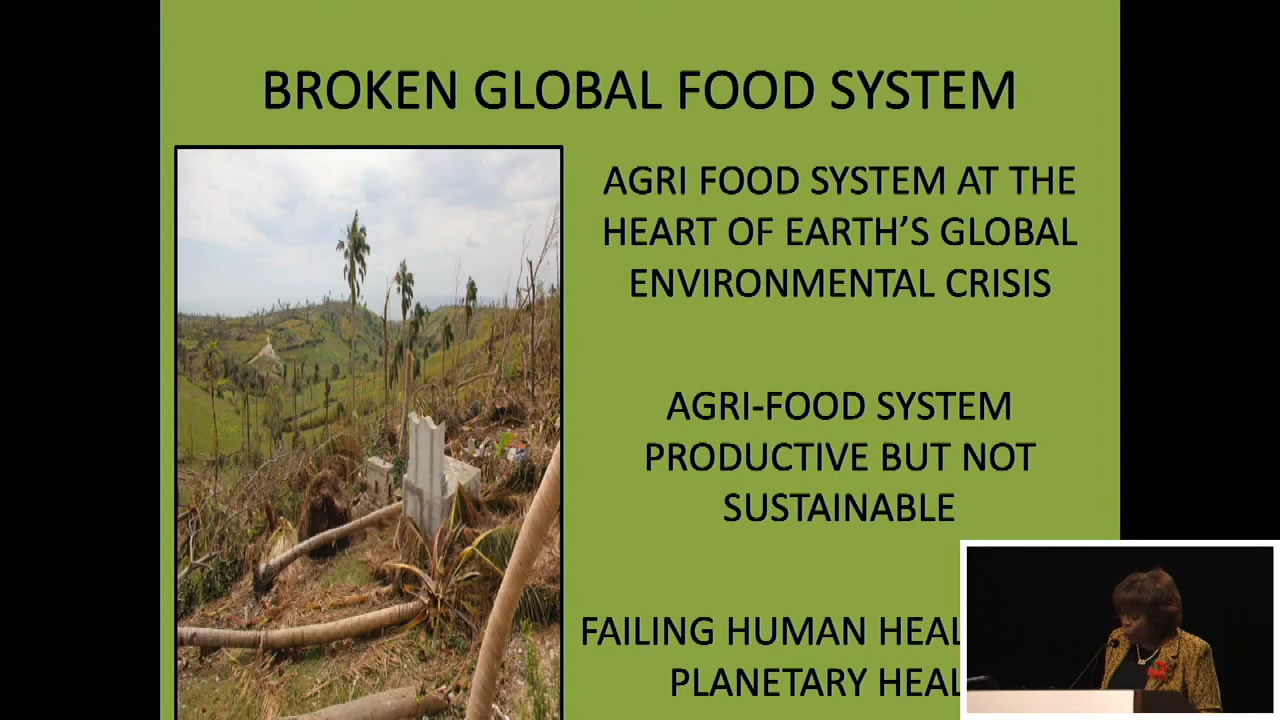 BROKEN GLOBAL FOOD SYSTEM
AGRI FOOD SYSTEM AT THE
HEART OF EARTH'S GLOBAL
ENVIRONMENTAL CRISIS
AGRI-FOOD SYSTEM
PRODUCTIVE BUT NOT
SUSTAINABLE
FAILING HUMAN
PLANETARY